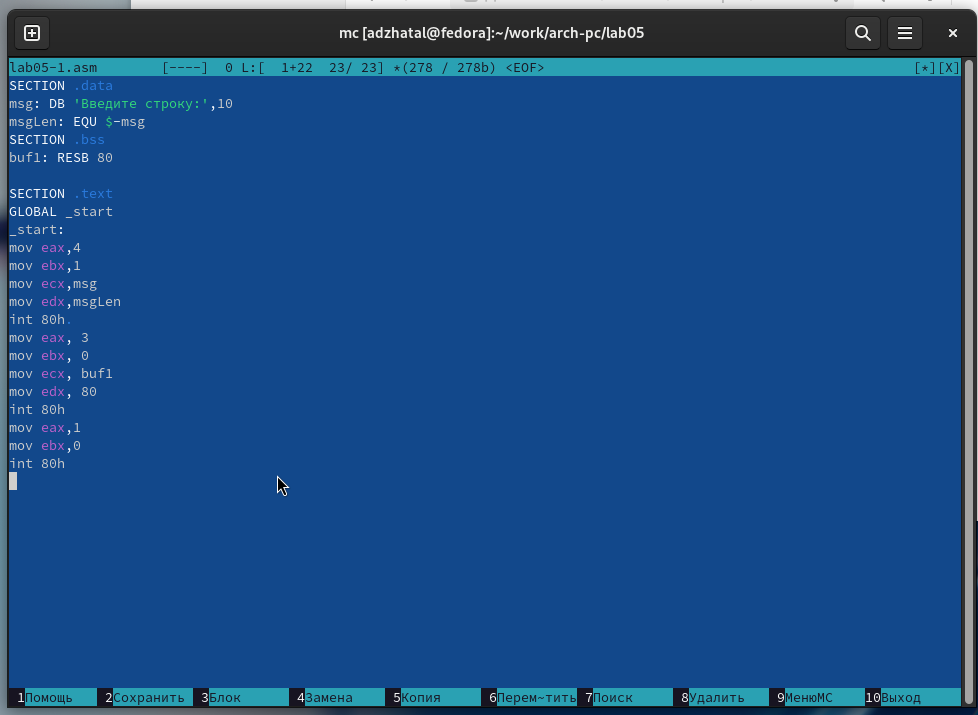 mc [adzhatal@fedora]:~/work/arch-pc/lab05
lab05-1.asm [----] 0 L:[ 1+22 23/ 23] *(278 / 278b) <EOF> [*][X]
SECTION .data
msg: DB 'Введите строку:',10
msgLen: EQU $-msg
SECTION .bss
buf1: RESB 80
SECTION .text
GLOBAL _start
_start:
mov eax,4
mov ebx,1
mov ecx,msg
mov edx,msgLen
int 80h.
mov eax, 3
mov ebx, 0
mov ecx, buf1
mov edx, 80
int 80h
mov eax,1
mov ebx,0
int 80h
1Помощь 2Сохранить 3Блок 4Замена 5Копия 6Перем~тить 7Поиск 8Удалить 9МенюMC 10Выход